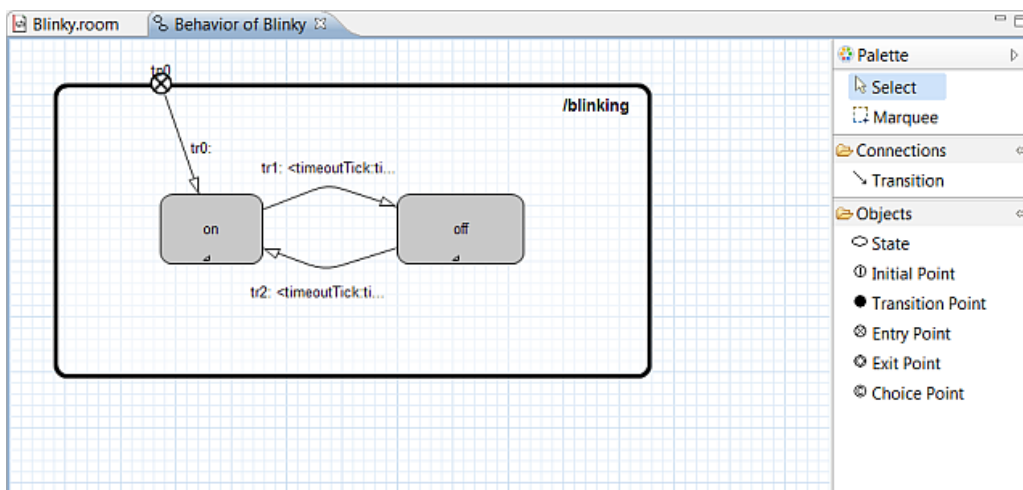 Blinky.room
Behavior of Blinky
tr0
/blinking
tr0:
tr1: <timeoutTick:ti...
on
off
tr2: <timeoutTick:ti...
Palette
Select
Marquee
Connections
Transition
Objects
State
Initial Point
Transition Point
Entry Point
Exit Point
Choice Point